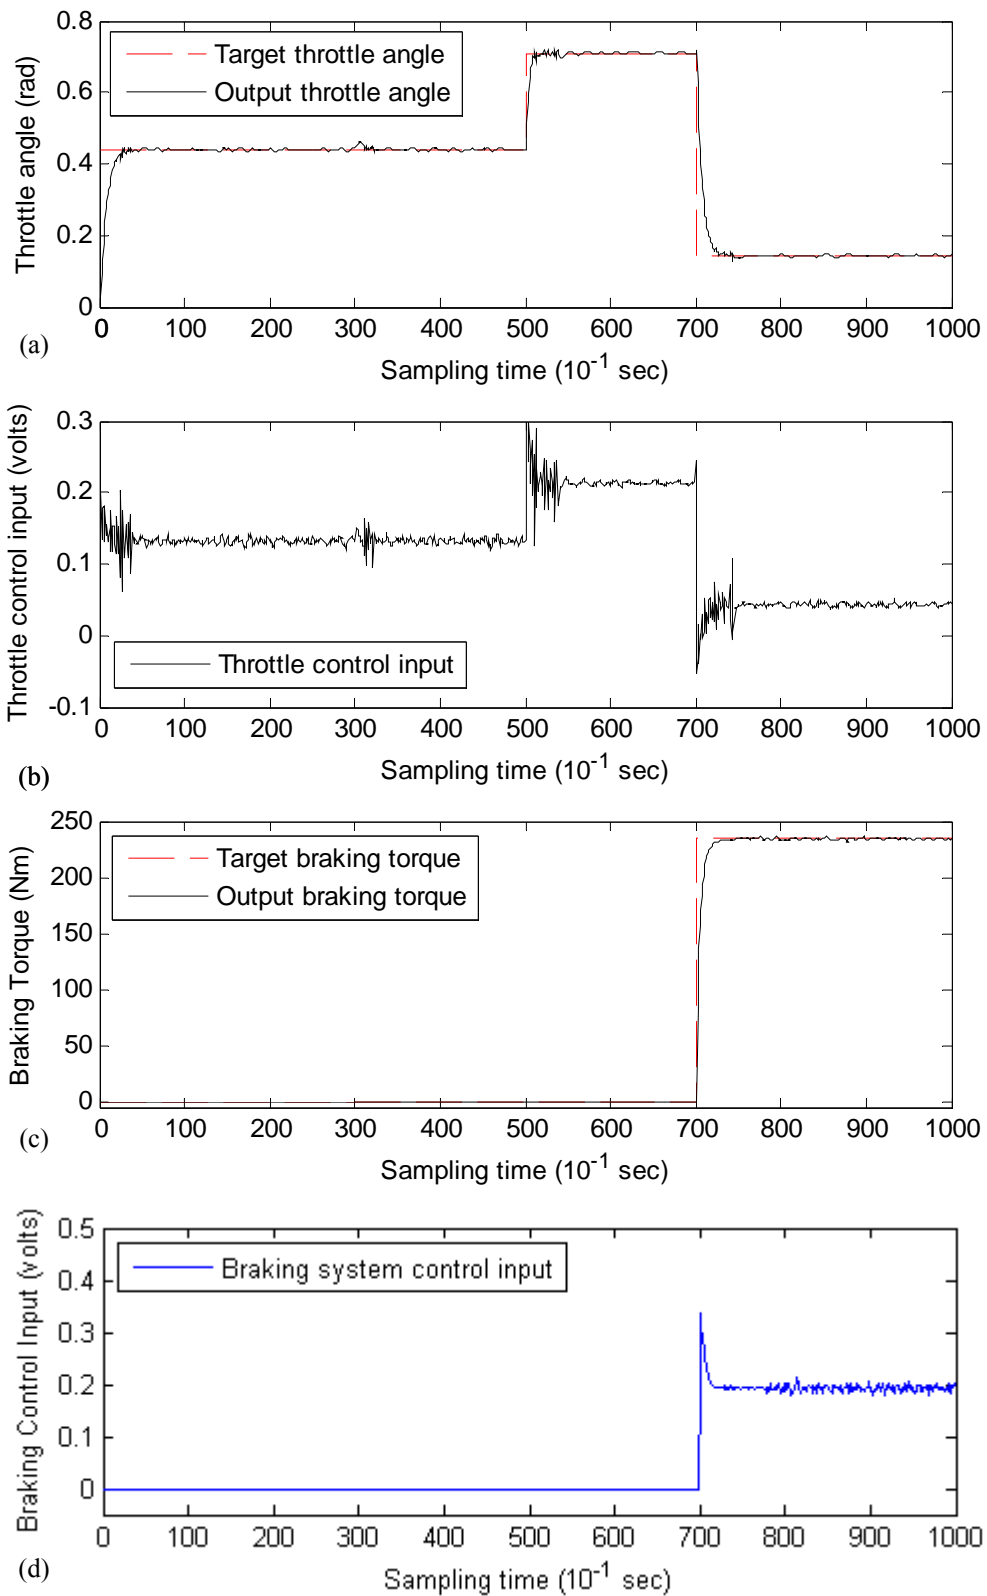 0.8
0.6
0.4
0.2
0
Throttle angle (rad)
Target throttle angle
Output throttle angle
0 100 200 300 400 500 600 700 800 900 1000
Sampling time (10-1 sec)
(a)
0.3
0.2
0.1
0
-0.1
Throttle control input (volts)
Throttle control input
0 100 200 300 400 500 600 700 800 900 1000
Sampling time (10-1 sec)
(b)
250
200
150
100
50
0
Braking Torque (Nm)
Target braking torque
Output braking torque
0 100 200 300 400 500 600 700 800 900 1000
Sampling time (10-1 sec)
(c)
0.5
0.4
0.3
0.2
0.1
0
Braking Control Input (volts)
Braking system control input
0 100 200 300 400 500 600 700 800 900 1000
Sampling time (10-1 sec)
(d)